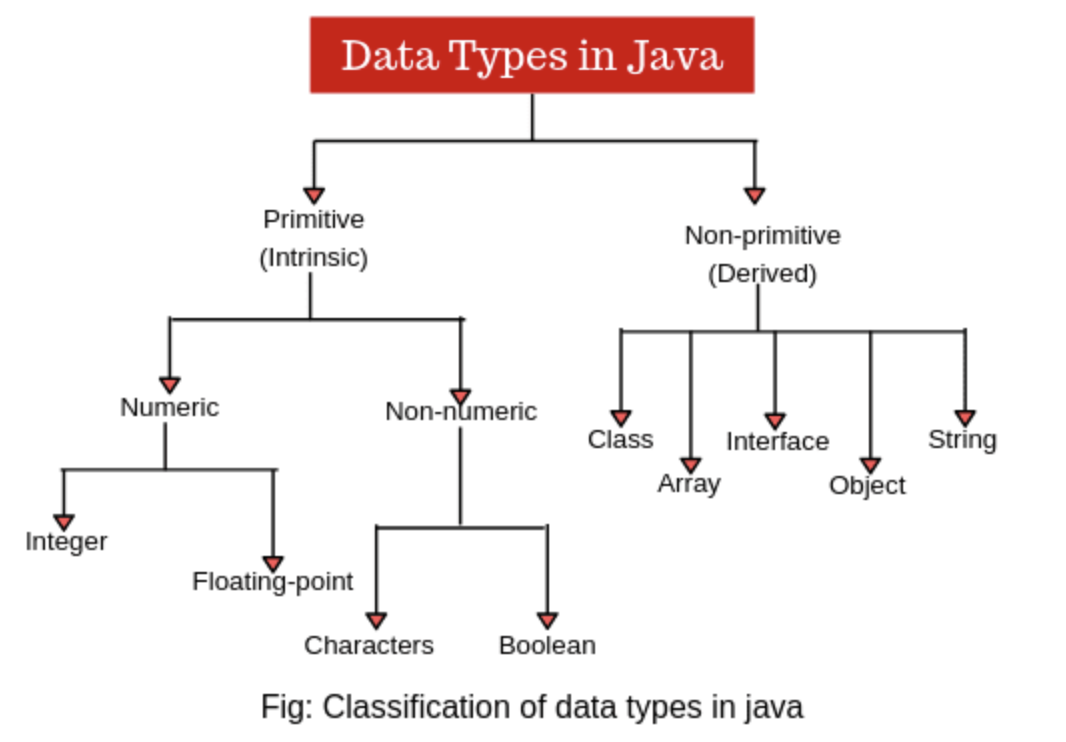 Data Types in Java
Primitive
(Intrinsic)
Non-primitive
(Derived)
Numeric
Non-numeric
Class
Array
Interface
Object
String
Integer
Floating-point
Characters
Boolean
Fig: Classification of data types in java